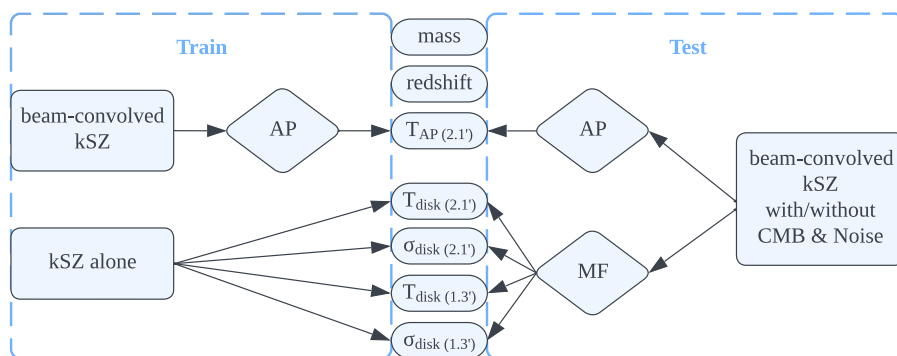 Train
mass
Test
redshift
beam-convolved
kSZ
AP
T_AP (2.1')
AP
beam-convolved
kSZ
with/without
CMB & Noise
T_disk (2.1')
σ_disk (2.1')
kSZ alone
T_disk (1.3')
MF
σ_disk (1.3')